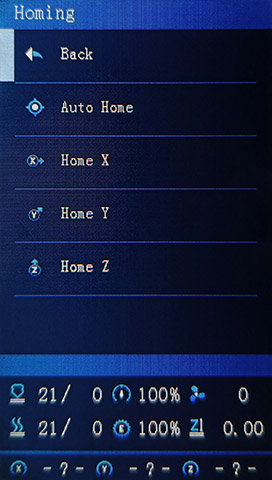 Homing
Back
Auto Home
X Home X
Y Home Y
Z Home Z
21/ 0 100% 0
21/ 0 E 100% Z 0.00
X - ? - Y - ? - Z - ? -